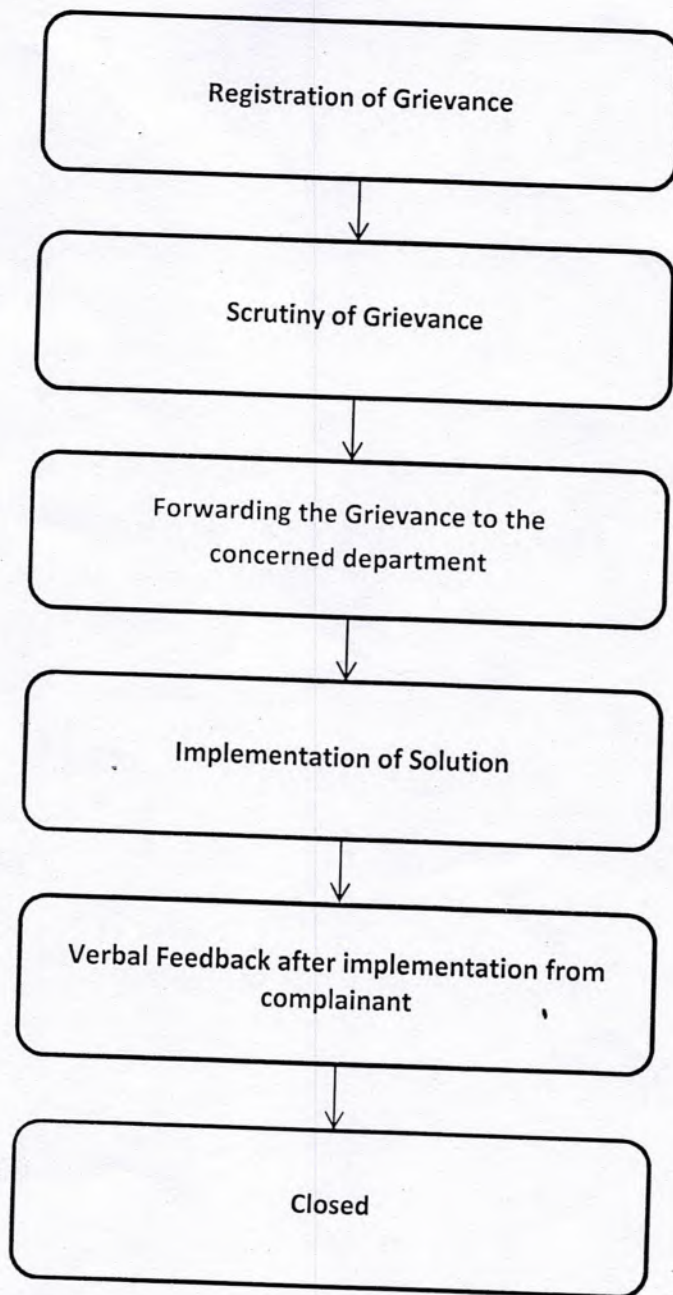 Registration of Grievance
Scrutiny of Grievance
Forwarding the Grievance to the
concerned department
Implementation of Solution
Verbal Feedback after implementation from
complainant
Closed